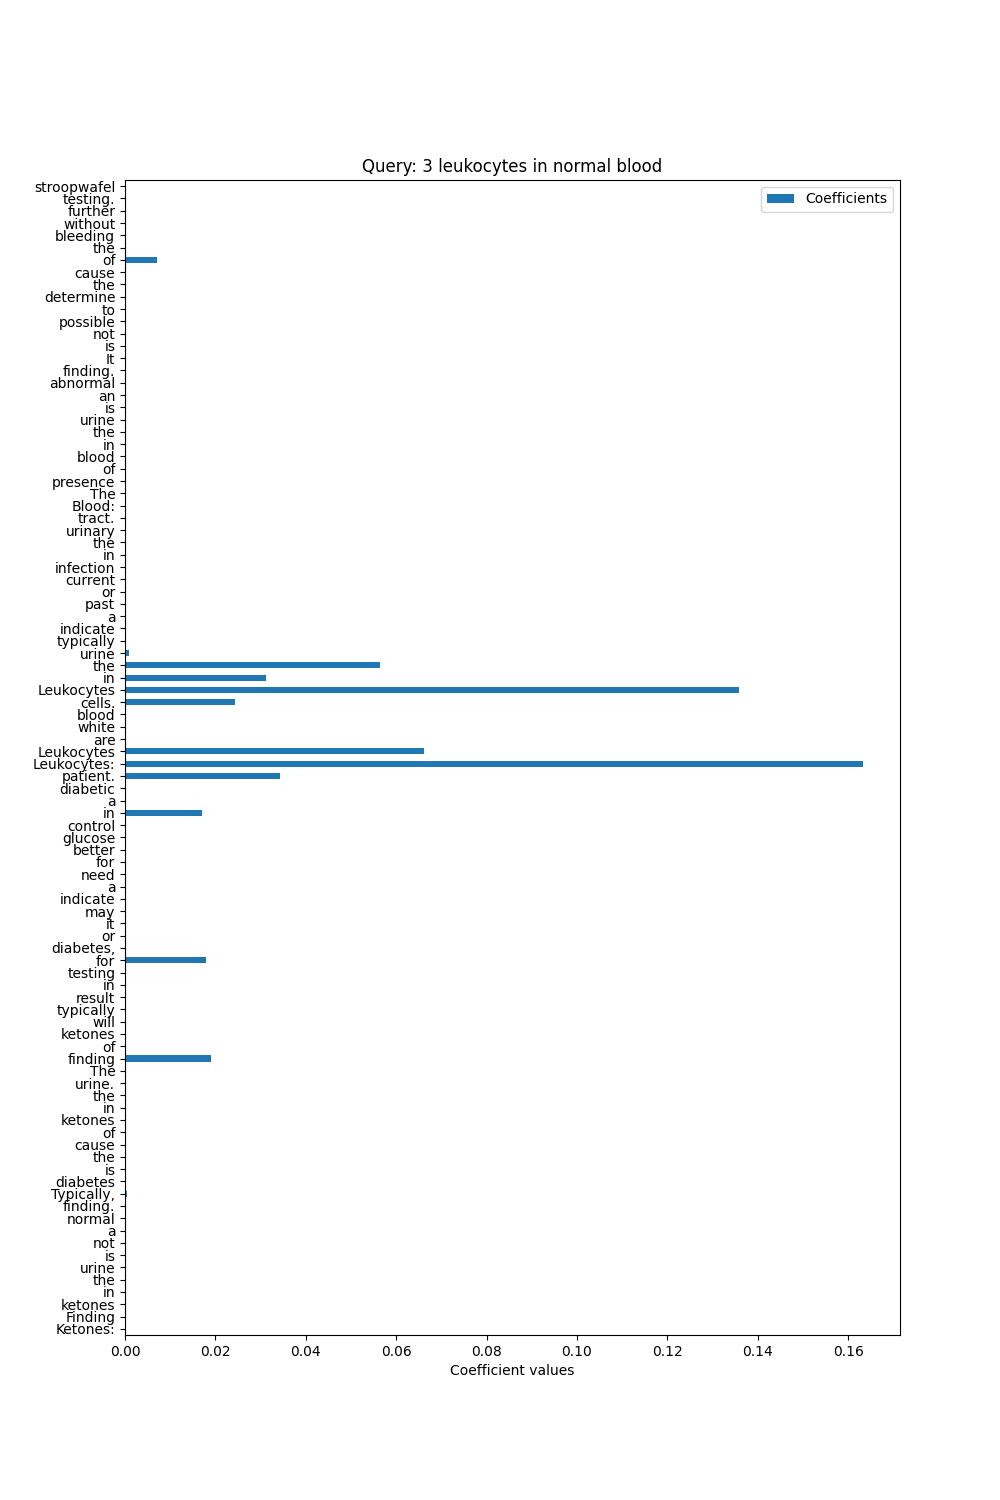 Query: 3 leukocytes in normal blood
Coefficients
stroopwafel
testing.
further
without
bleeding
the
of
cause
the
determine
to
possible
not
is
It
finding.
abnormal
an
is
urine
the
in
blood
of
presence
The
Blood:
tract.
urinary
the
in
infection
current
or
past
a
indicate
typically
urine
the
in
Leukocytes
cells.
blood
white
are
Leukocytes
Leukocytes:
patient.
diabetic
a
in
control
glucose
better
for
need
a
indicate
may
it
or
diabetes,
for
testing
in
result
typically
will
ketones
of
finding
The
urine.
the
in
ketones
of
cause
the
is
diabetes
Typically,
finding.
normal
a
not
is
urine
the
in
ketones
Finding
Ketones:
0.00 0.02 0.04 0.06 0.08 0.10 0.12 0.14 0.16
Coefficient values